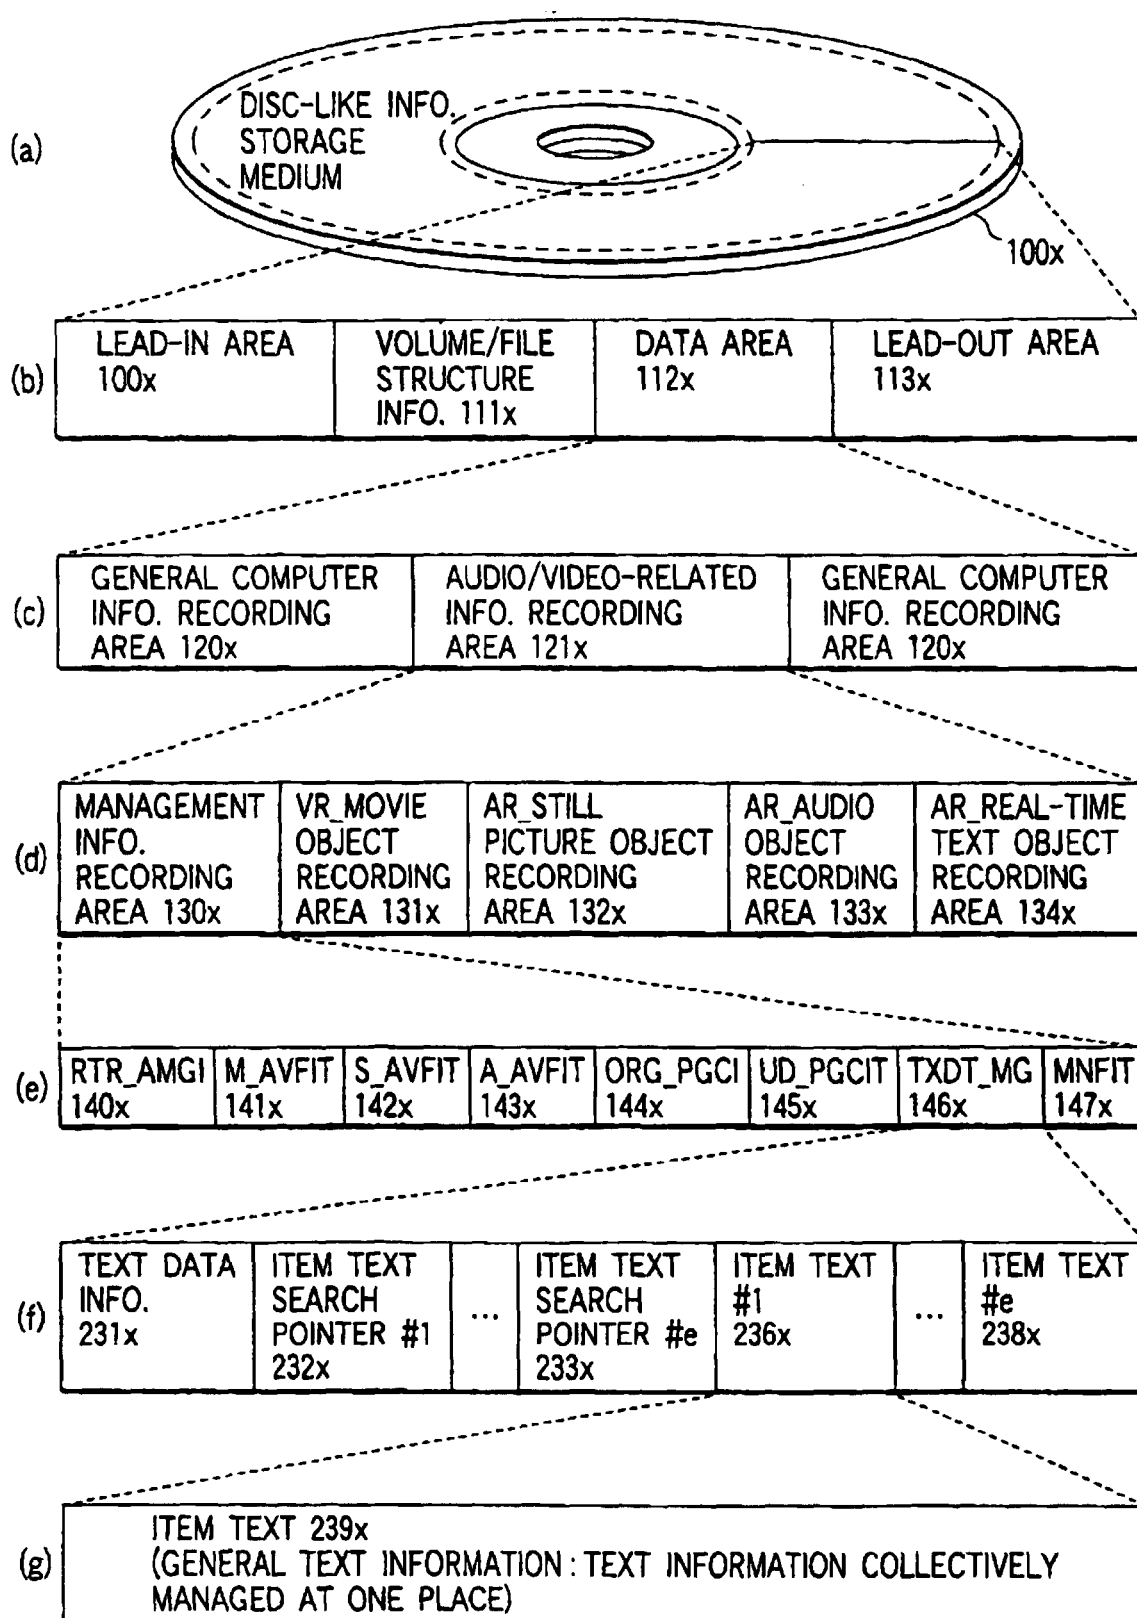 (a)
DISC-LIKE INFO.
STORAGE
MEDIUM
100x
(b)
LEAD-IN AREA
100x
VOLUME/FILE
STRUCTURE
INFO. 111x
DATA AREA
112x
LEAD-OUT AREA
113x
(c)
GENERAL COMPUTER
INFO. RECORDING
AREA 120x
AUDIO/VIDEO-RELATED
INFO. RECORDING
AREA 121x
GENERAL COMPUTER
INFO. RECORDING
AREA 120x
(d)
MANAGEMENT
INFO.
RECORDING
AREA 130x
VR_MOVIE
OBJECT
RECORDING
AREA 131x
AR_STILL
PICTURE OBJECT
RECORDING
AREA 132x
AR_AUDIO
OBJECT
RECORDING
AREA 133x
AR_REAL-TIME
TEXT OBJECT
RECORDING
AREA 134x
(e)
RTR_AMGI
140x
M_AVFIT
141x
S_AVFIT
142x
A_AVFIT
143x
ORG_PGCI
144x
UD_PGCIT
145x
TXDT_MG
146x
MNFIT
147x
(f)
TEXT DATA
INFO.
231x
ITEM TEXT
SEARCH
POINTER #1
232x
...
ITEM TEXT
SEARCH
POINTER #e
233x
ITEM TEXT
#1
236x
...
ITEM TEXT
#e
238x
(g)
ITEM TEXT 239x
(GENERAL TEXT INFORMATION : TEXT INFORMATION COLLECTIVELY
MANAGED AT ONE PLACE)